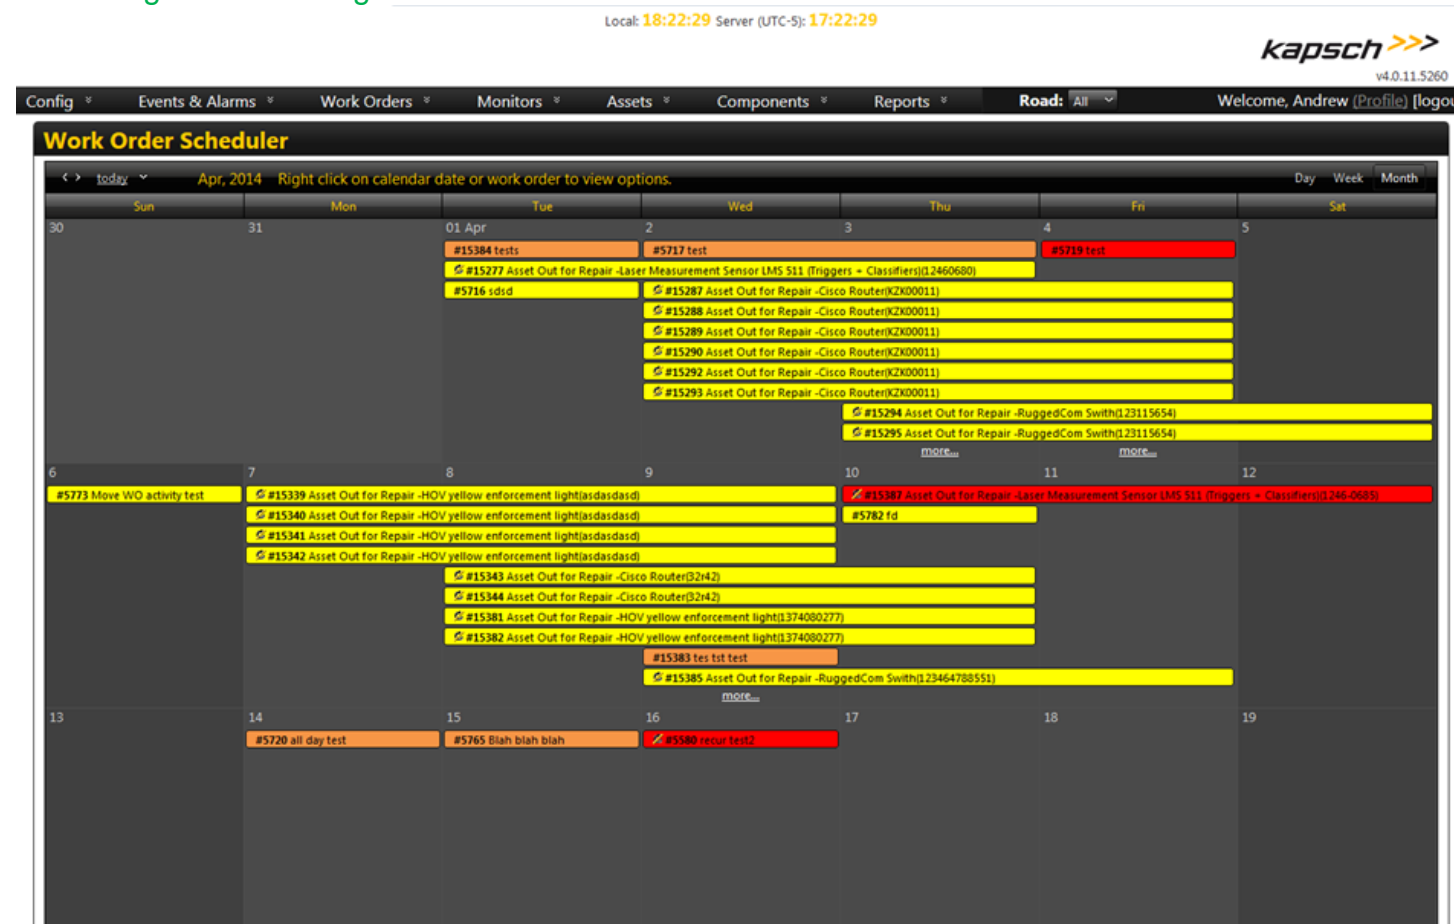 Local: 18:22:29 Server (UTC-5): 17:22:29
kapsch >>>
v4.0.11.5260
Config Events & Alarms Work Orders Monitors Assets Components Reports Road: All Welcome, Andrew (Profile) [logou
Work Order Scheduler
< > today Apr, 2014 Right click on calendar date or work order to view options. Day Week Month
Sun Mon Tue Wed Thu Fri Sat
30 31 01 Apr 2 3 4 5
#15384 tests #5717 test #5719 test
#15277 Asset Out for Repair -Laser Measurement Sensor LMS 511 (Triggers + Classifiers)(12460680)
#5716 sdsd #15287 Asset Out for Repair -Cisco Router(KZK00011)
#15288 Asset Out for Repair -Cisco Router(KZK00011)
#15289 Asset Out for Repair -Cisco Router(KZK00011)
#15290 Asset Out for Repair -Cisco Router(KZK00011)
#15292 Asset Out for Repair -Cisco Router(KZK00011)
#15293 Asset Out for Repair -Cisco Router(KZK00011)
#15294 Asset Out for Repair -RuggedCom Swith(123115654)
#15295 Asset Out for Repair -RuggedCom Swith(123115654)
more... more...
6 7 8 9 10 11 12
#5773 Move WO activity test #15339 Asset Out for Repair -HOV yellow enforcement light(asdasdasd) #15387 Asset Out for Repair -Laser Measurement Sensor LMS 511 (Triggers + Classifiers)(1246-0685)
#15340 Asset Out for Repair -HOV yellow enforcement light(asdasdasd) #5782 fd
#15341 Asset Out for Repair -HOV yellow enforcement light(asdasdasd)
#15342 Asset Out for Repair -HOV yellow enforcement light(asdasdasd)
#15343 Asset Out for Repair -Cisco Router(32r42)
#15344 Asset Out for Repair -Cisco Router(32r42)
#15381 Asset Out for Repair -HOV yellow enforcement light(1374080277)
#15382 Asset Out for Repair -HOV yellow enforcement light(1374080277)
#15383 tes tst test
#15385 Asset Out for Repair -RuggedCom Swith(123464788551)
more...
13 14 15 16 17 18 19
#5720 all day test #5765 Blah blah blah #5580 recur test2